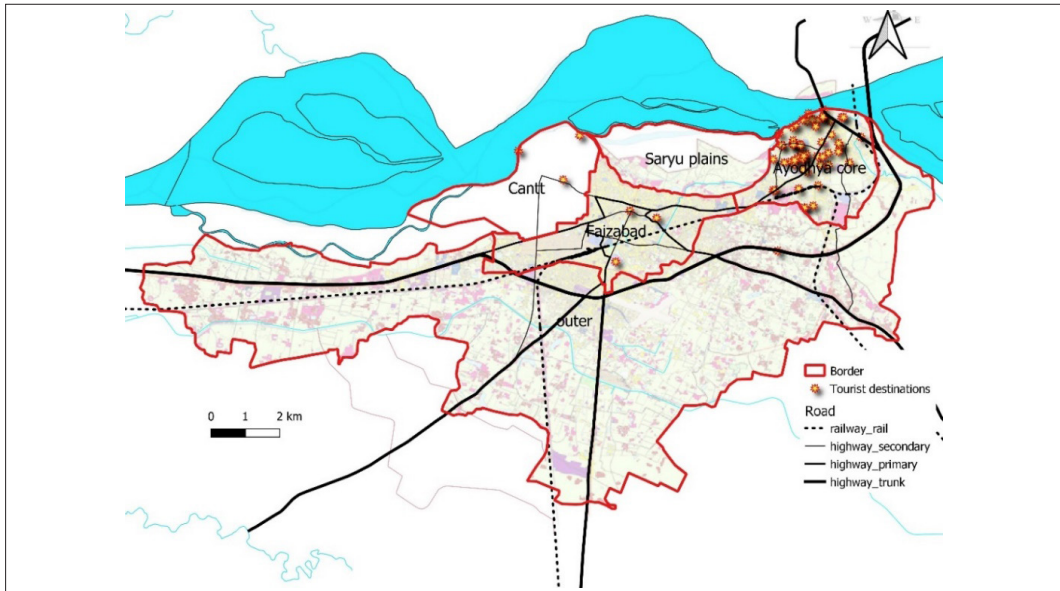 W E
Saryu plains
Ayodhya core
Cantt
Faizabad
outer
0 1 2 km
Border
Tourist destinations
Road
railway_rail
highway_secondary
highway_primary
highway_trunk